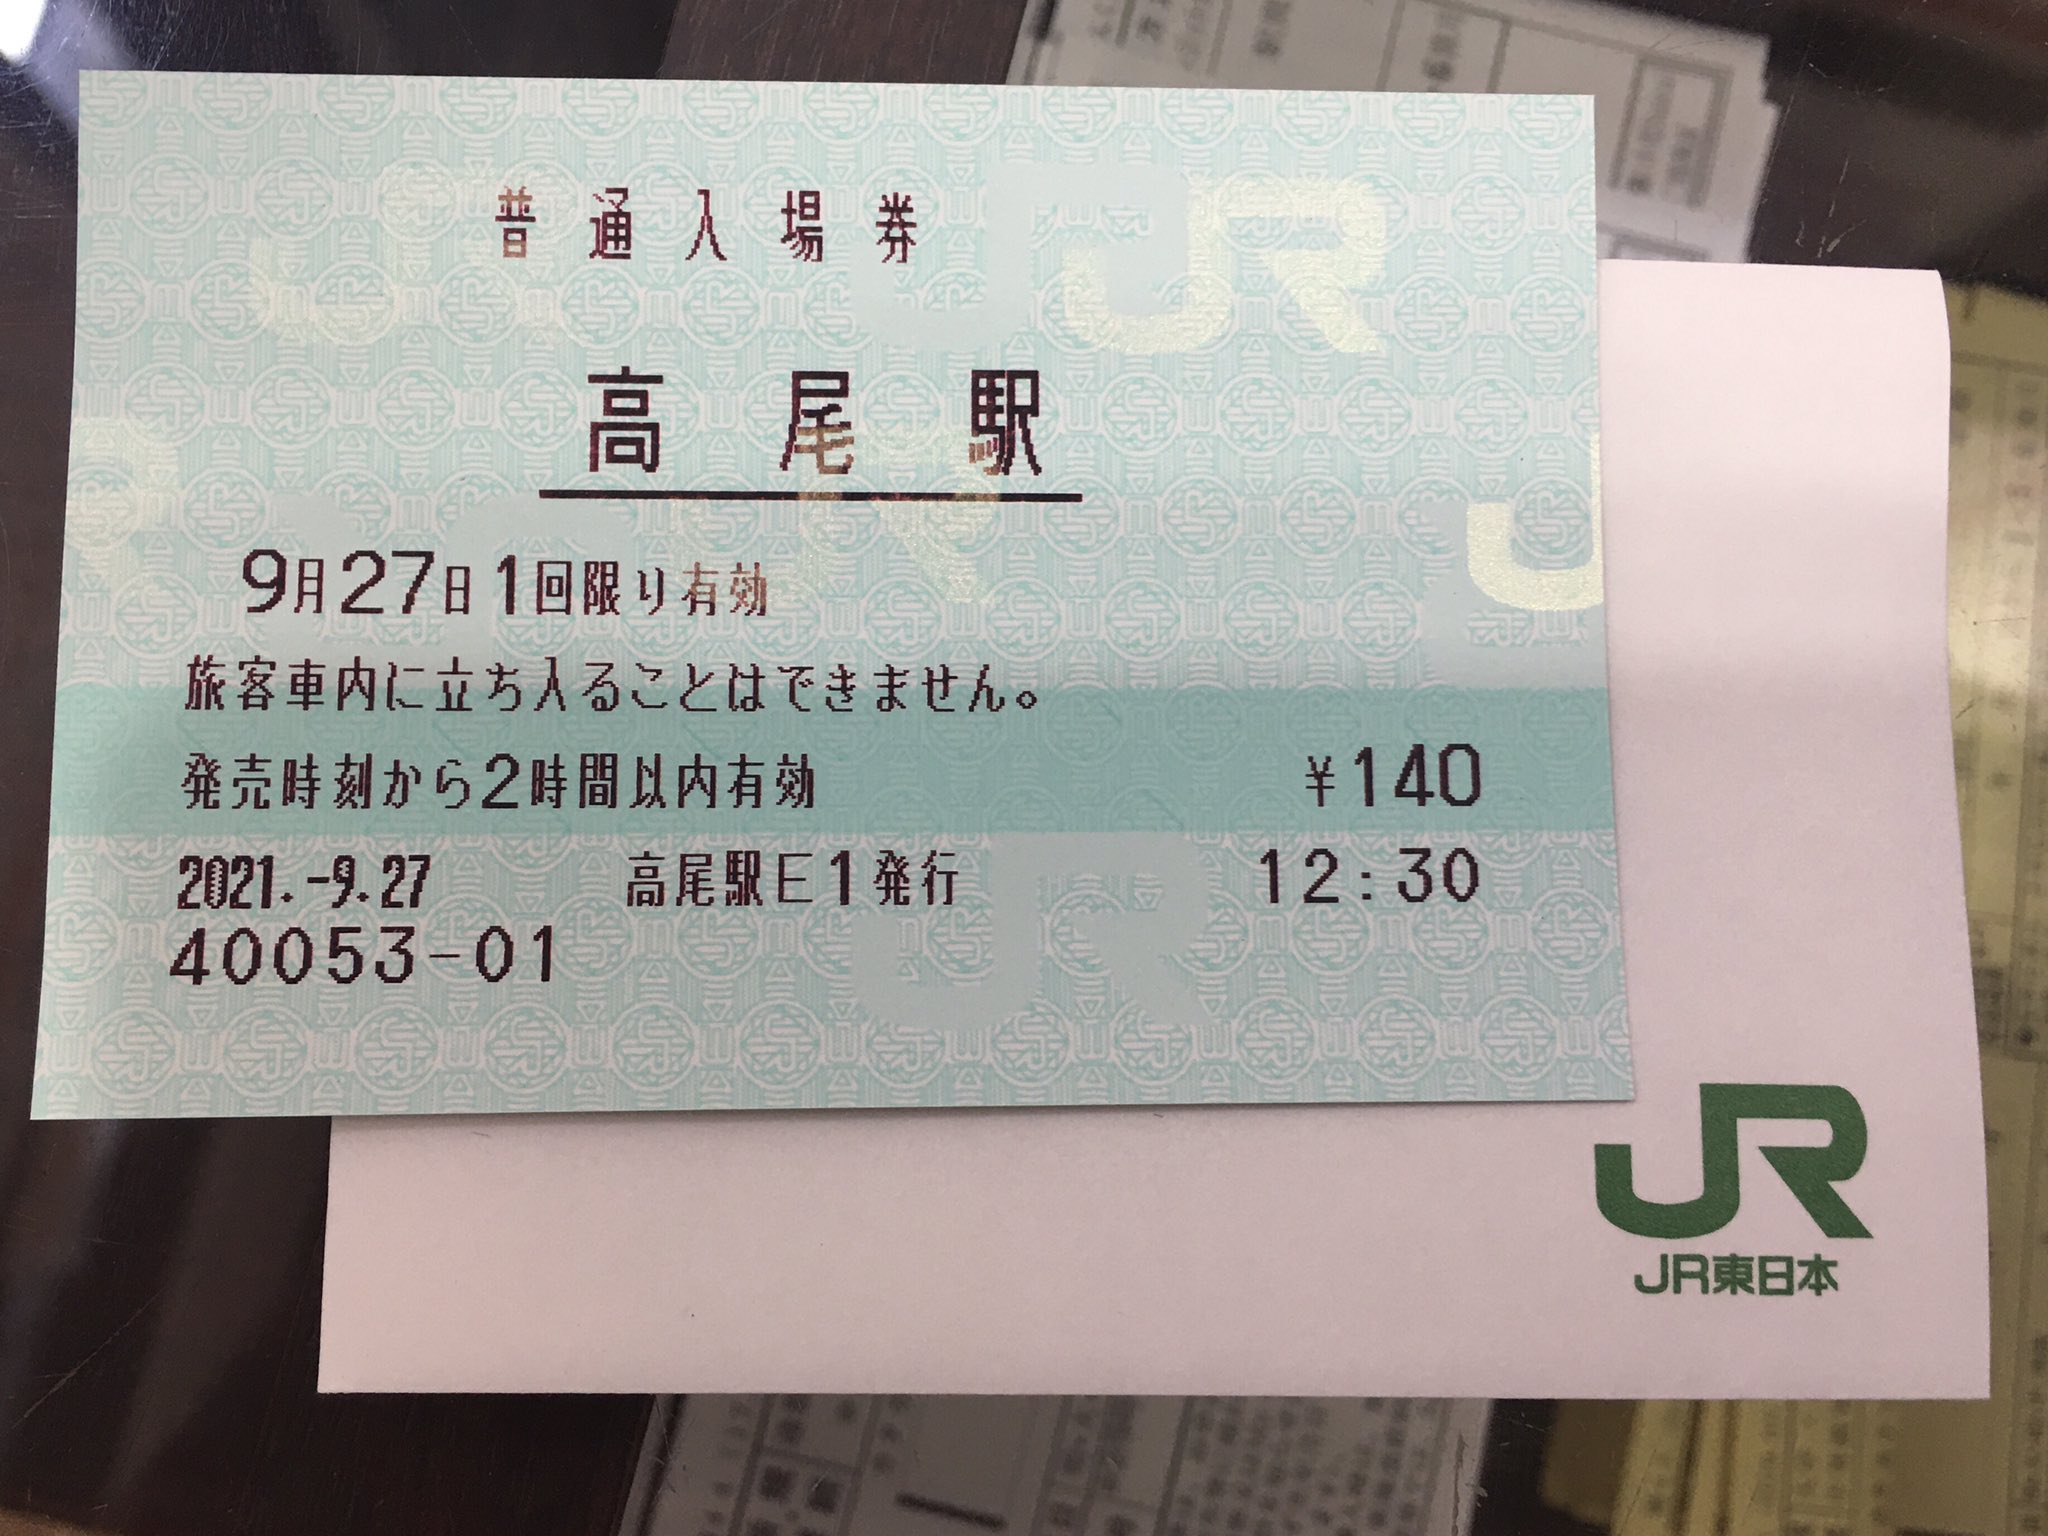 普通入場券
高尾駅
9月27日1回限り有効
旅客車内に立ち入ることはできません。
発売時刻から2時間以内有効 ¥140
2021.-9.27 高尾駅E1発行 12:30
40053-01
JR
JR東日本